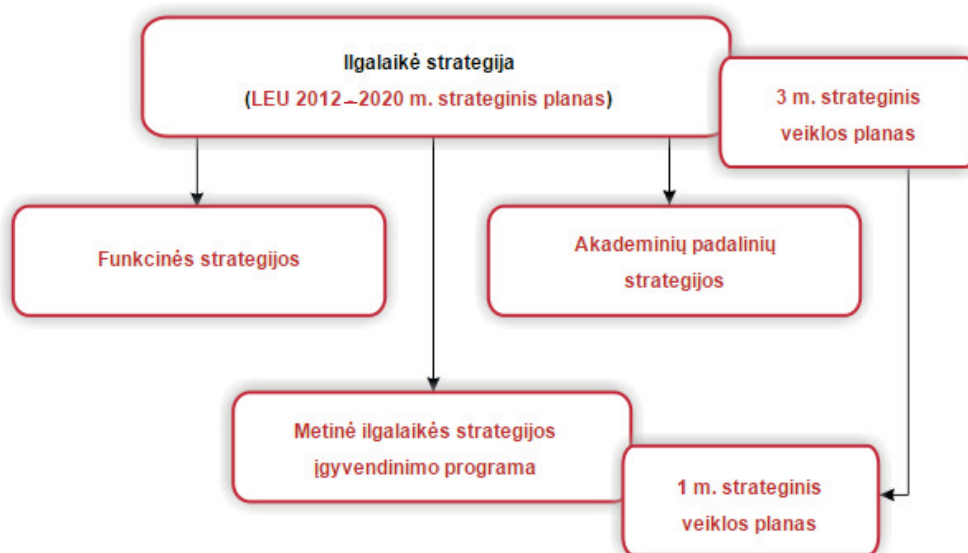 Ilgalaikė strategija
(LEU 2012–2020 m. strateginis planas)
3 m. strateginis
veiklos planas
Funkcinės strategijos
Akademinių padalinių
strategijos
Metinė ilgalaikės strategijos
įgyvendinimo programa
1 m. strateginis
veiklos planas